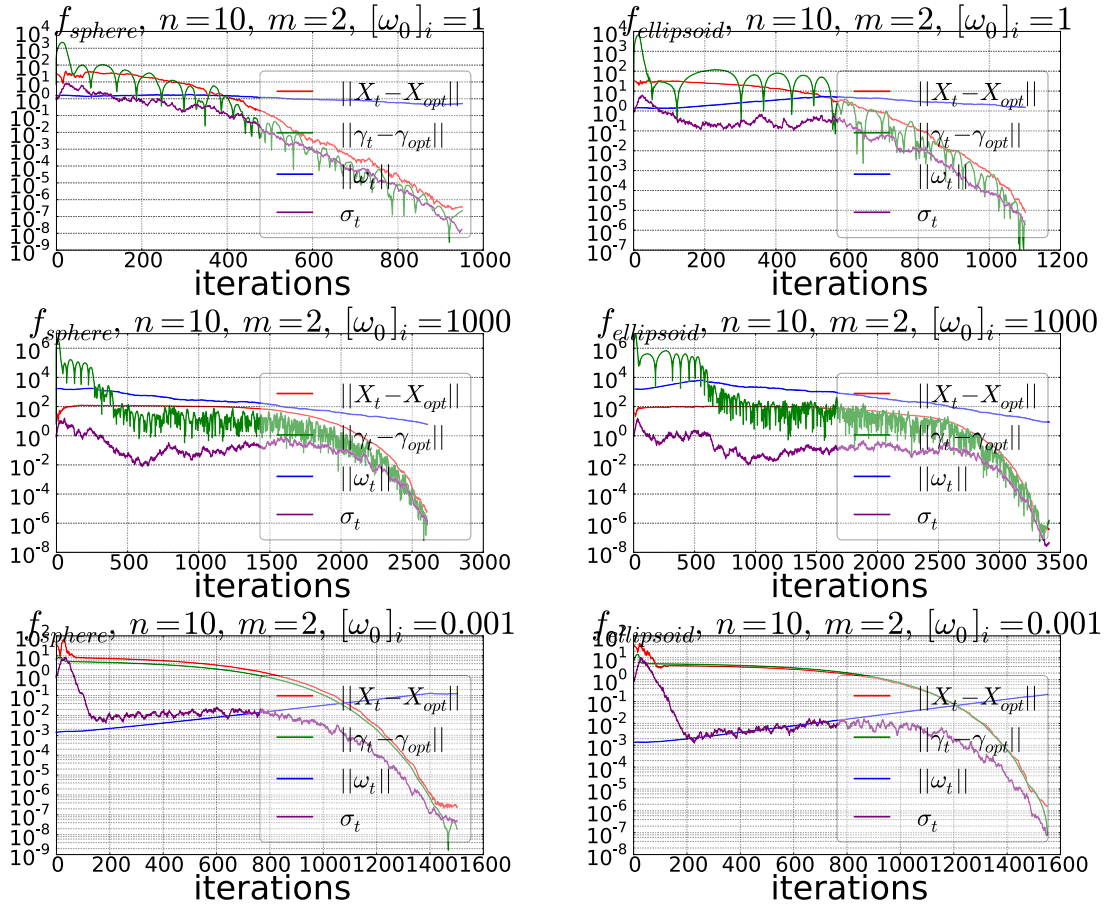 f_sphere, n=10, m=2, [ω_0]_i=1
10^4
10^3
10^2
10^1
10^0
10^-1
10^-2
10^-3
10^-4
10^-5
10^-6
10^-7
10^-8
10^-9
||X_t−X_opt||
||γ_t−γ_opt||
||ω_t||
σ_t
0 200 400 600 800 1000
iterations
f_ellipsoid, n=10, m=2, [ω_0]_i=1
10^4
10^3
10^2
10^1
10^0
10^-1
10^-2
10^-3
10^-4
10^-5
10^-6
10^-7
||X_t−X_opt||
||γ_t−γ_opt||
||ω_t||
σ_t
0 200 400 600 800 1000 1200
iterations
f_sphere, n=10, m=2, [ω_0]_i=1000
10^6
10^4
10^2
10^0
10^-2
10^-4
10^-6
10^-8
||X_t−X_opt||
||γ_t−γ_opt||
||ω_t||
σ_t
0 500 1000 1500 2000 2500 3000
iterations
f_ellipsoid, n=10, m=2, [ω_0]_i=1000
10^6
10^4
10^2
10^0
10^-2
10^-4
10^-6
10^-8
||X_t−X_opt||
||γ_t−γ_opt||
||ω_t||
σ_t
0 500 1000 1500 2000 2500 3000 3500
iterations
f_sphere, n=10, m=2, [ω_0]_i=0.001
10^2
10^1
10^0
10^-1
10^-2
10^-3
10^-4
10^-5
10^-6
10^-7
10^-8
10^-9
||X_t−X_opt||
||γ_t−γ_opt||
||ω_t||
σ_t
0 200 400 600 800 1000 1200 1400 1600
iterations
f_ellipsoid, n=10, m=2, [ω_0]_i=0.001
10^2
10^1
10^0
10^-1
10^-2
10^-3
10^-4
10^-5
10^-6
10^-7
10^-8
||X_t−X_opt||
||γ_t−γ_opt||
||ω_t||
σ_t
0 200 400 600 800 1000 1200 1400 1600
iterations